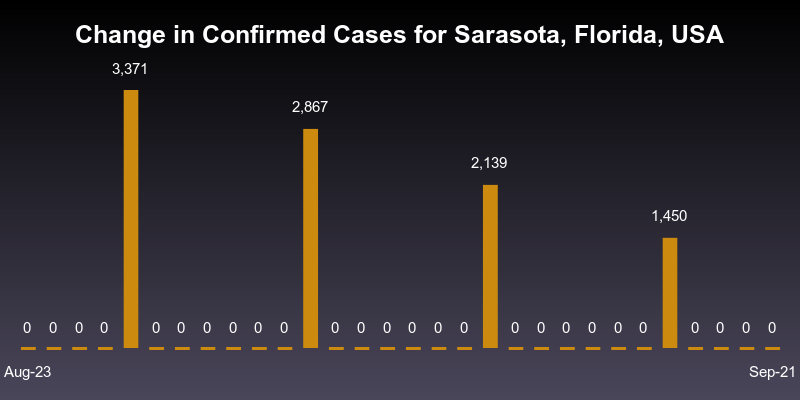 Change in Confirmed Cases for Sarasota, Florida, USA
3,371
2,867
2,139
1,450
0 0 0 0 0 0 0 0 0 0 0 0 0 0 0 0 0 0 0 0 0 0 0 0 0 0
Aug-23 Sep-21